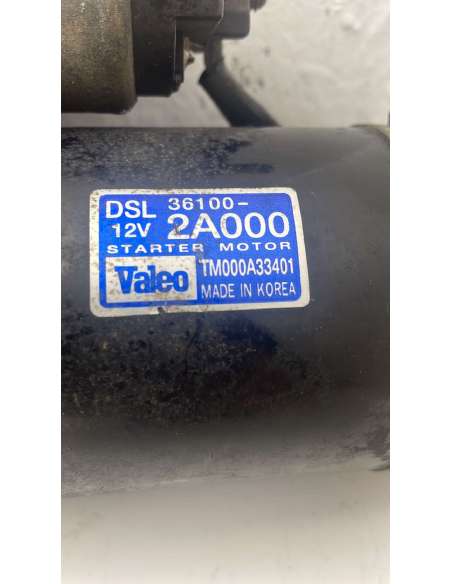 DSL 36100-
12V 2A000
STARTER MOTOR
Valeo TM000A33401
MADE IN KOREA